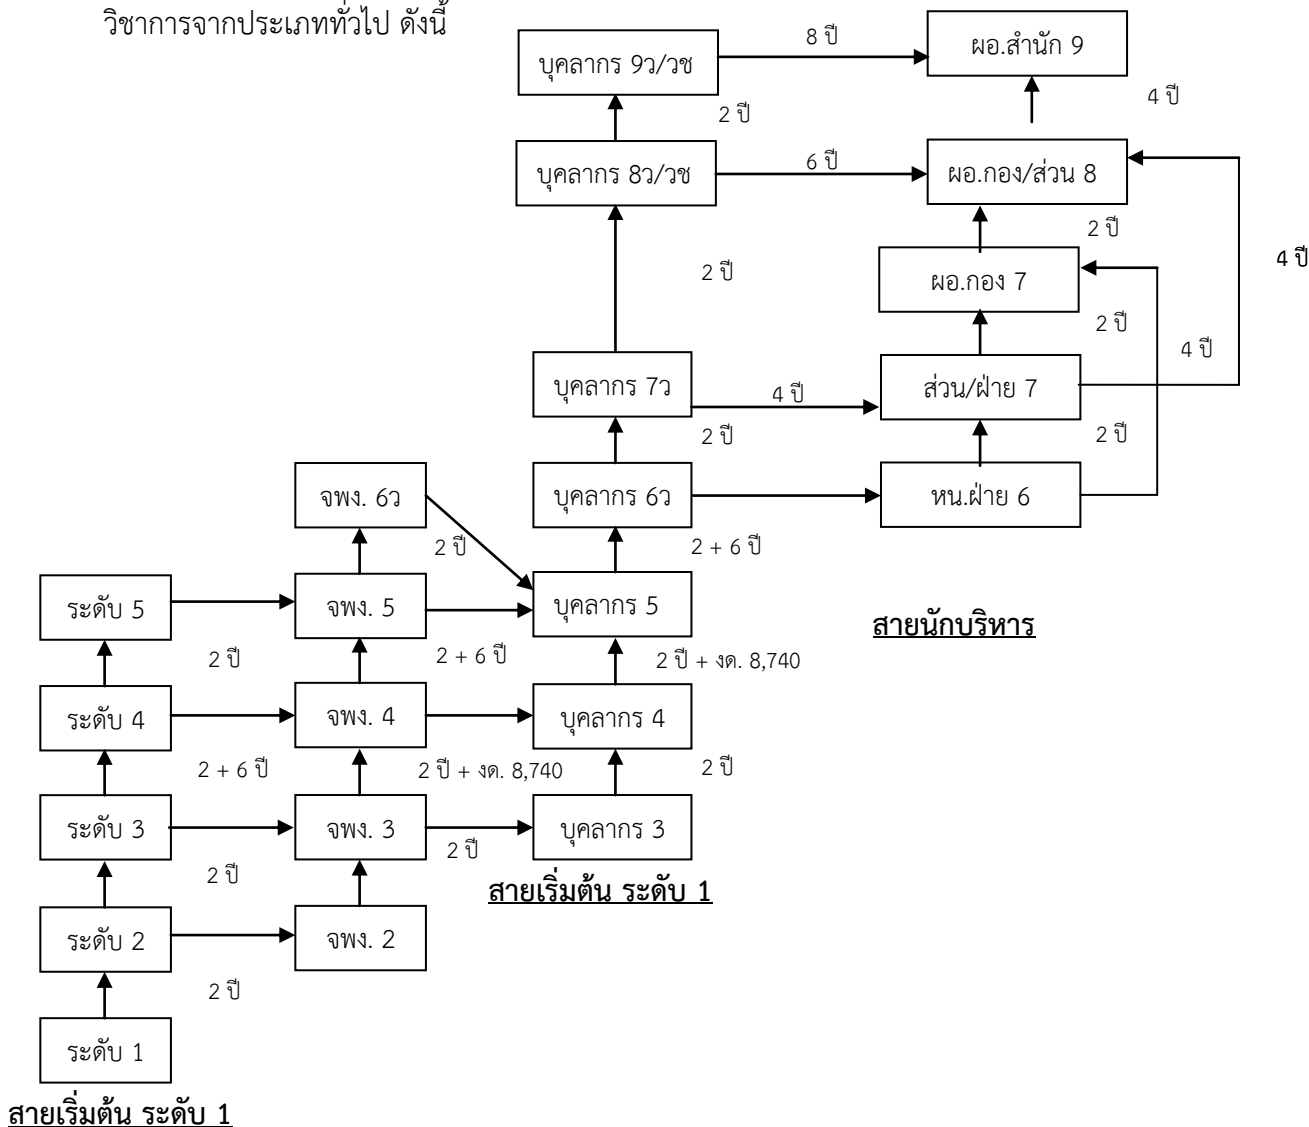 วิชาการจากประเภททั่วไป ดังนี้
8 ปี
บุคลากร 9ว/วช
ผอ.สำนัก 9
2 ปี
4 ปี
บุคลากร 8ว/วช
6 ปี
ผอ.กอง/ส่วน 8
2 ปี
4 ปี
2 ปี
ผอ.กอง 7
2 ปี
4 ปี
บุคลากร 7ว
4 ปี
ส่วน/ฝ่าย 7
2 ปี
2 ปี
จพง. 6ว
บุคลากร 6ว
หน.ฝ่าย 6
2 ปี
2 + 6 ปี
ระดับ 5
จพง. 5
บุคลากร 5
สายนักบริหาร
2 ปี
2 + 6 ปี
2 ปี + งด. 8,740
ระดับ 4
จพง. 4
บุคลากร 4
2 + 6 ปี
2 ปี + งด. 8,740
2 ปี
ระดับ 3
จพง. 3
2 ปี
บุคลากร 3
2 ปี
สายเริ่มต้น ระดับ 1
ระดับ 2
จพง. 2
2 ปี
ระดับ 1
สายเริ่มต้น ระดับ 1